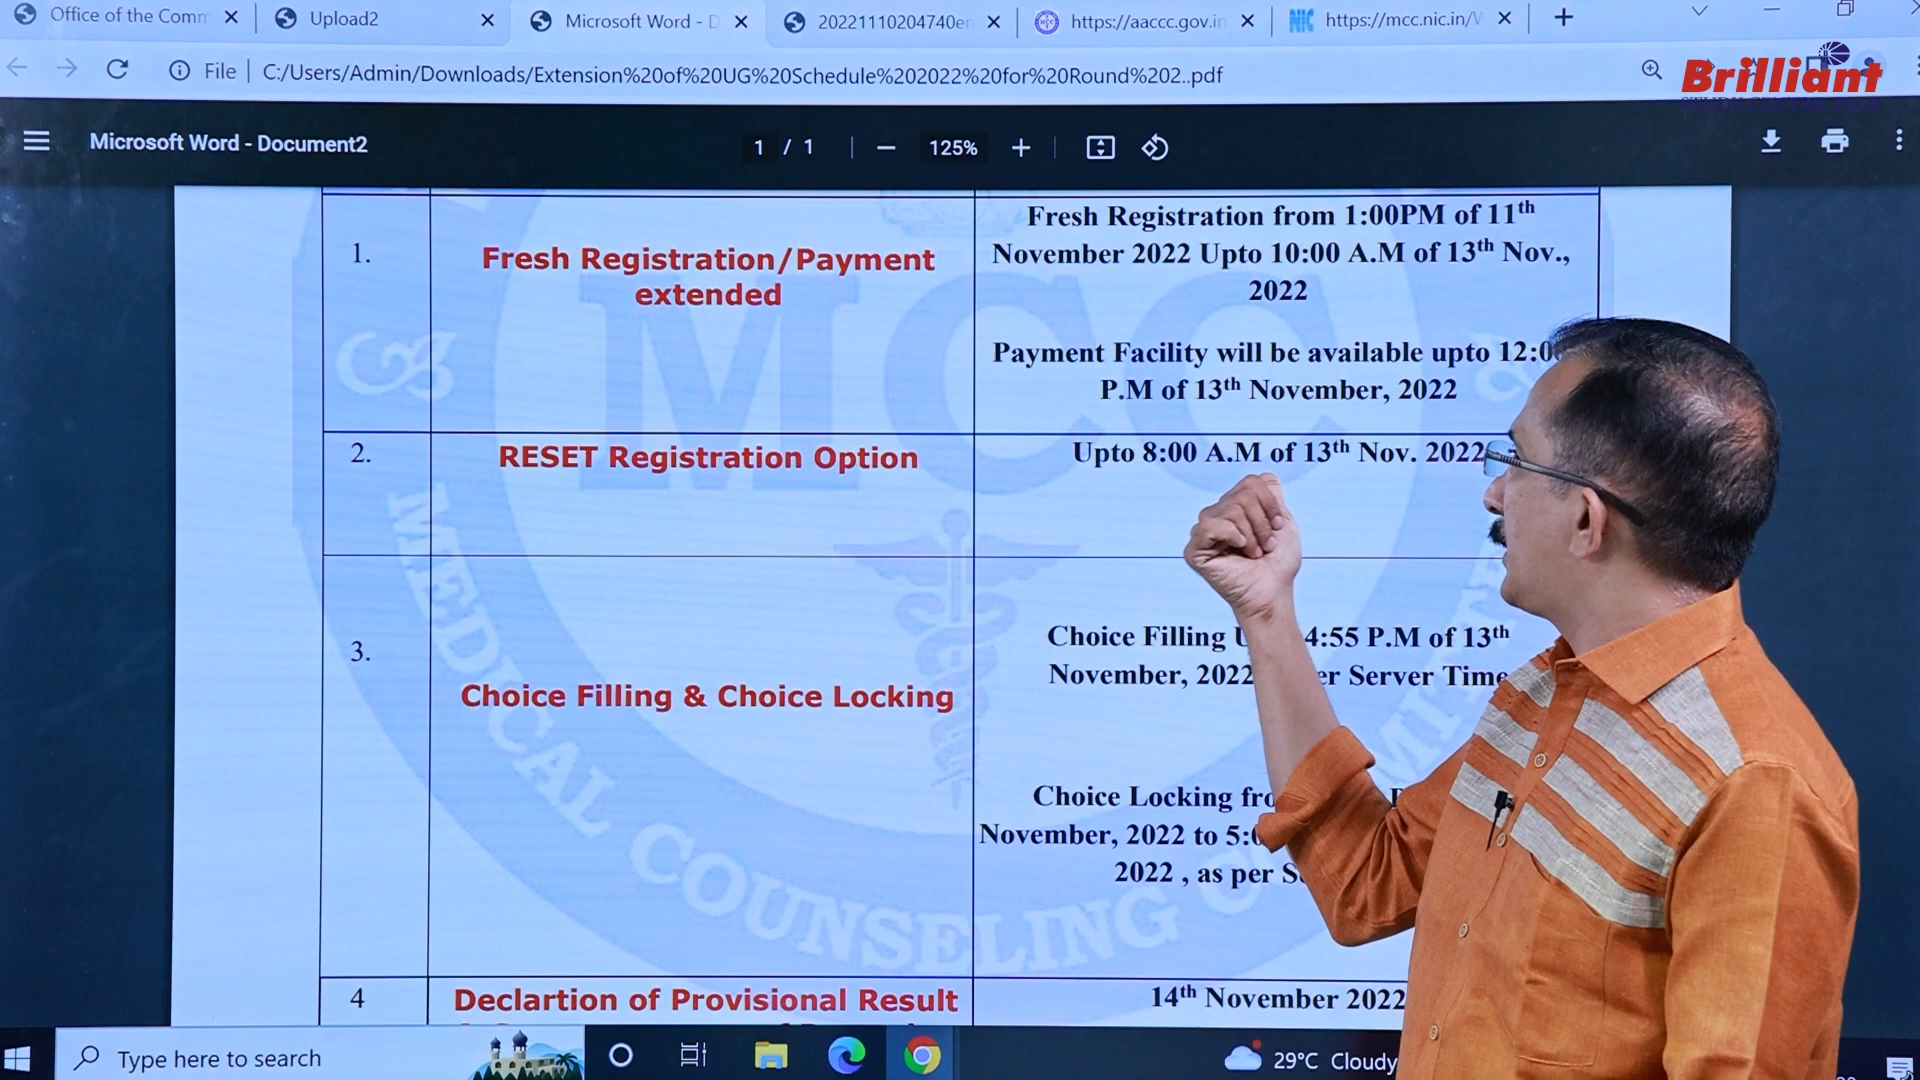 Office of the Comm
Upload2
Microsoft Word - D
20221110204740en
https://aaccc.gov.in
NIC
https://mcc.nic.in/
File
C:/Users/Admin/Downloads/Extension%20of%20UG%20Schedule%202022%20for%20Round%202..pdf
Brilliant
Microsoft Word - Document2
1 / 1
125%
1.
Fresh Registration/Payment
extended
Fresh Registration from 1:00PM of 11th
November 2022 Upto 10:00 A.M of 13th Nov.,
2022
Payment Facility will be available upto 12:0
P.M of 13th November, 2022
2.
RESET Registration Option
Upto 8:00 A.M of 13th Nov. 2022
3.
Choice Filling & Choice Locking
Choice Filling 4:55 P.M of 13th
November, 2022 er Server Time
Choice Locking fro
November, 2022 to 5:
2022 , as per S
4
Declartion of Provisional Result
14th November 2022
MCC
MEDICAL COUNSELING
Type here to search
29°C Cloudy